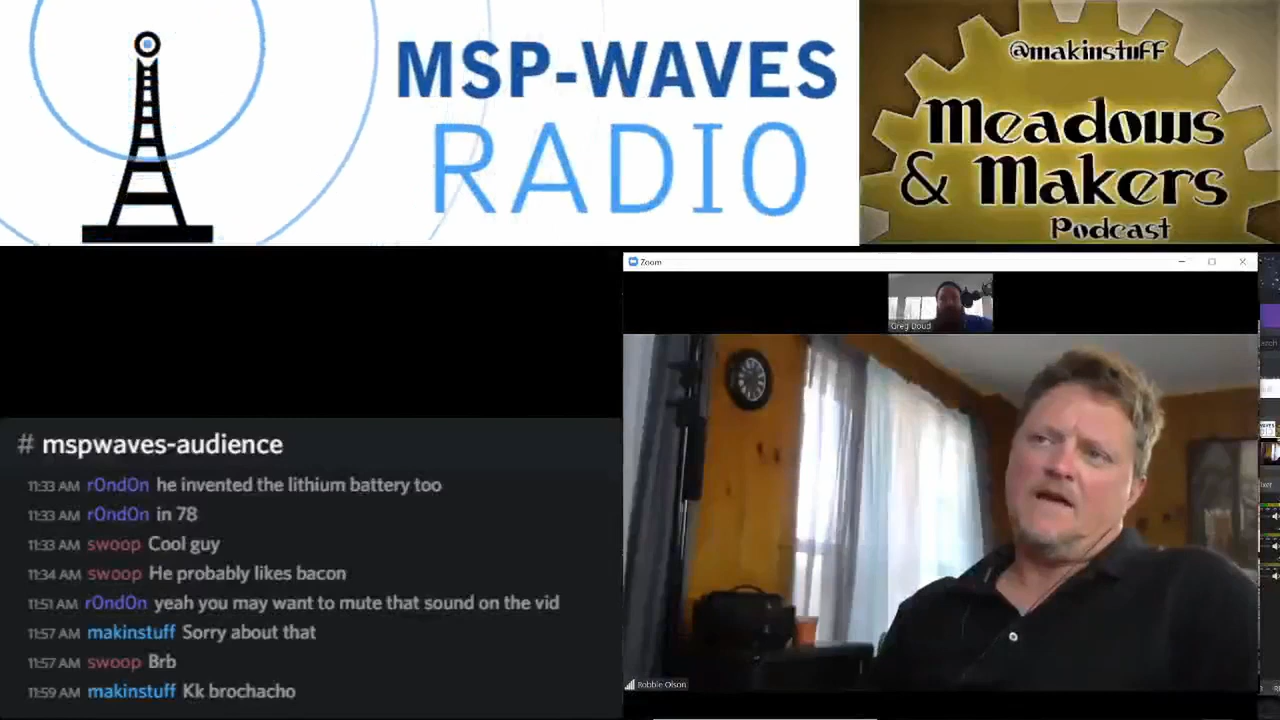 MSP-WAVES
RADIO
@makinstuff
Meadows
& Makers
Podcast
Zoom
Greg Doud
# mspwaves-audience
11:33 AM r0nd0n he invented the lithium battery too
11:33 AM r0nd0n in 78
11:33 AM swoop Cool guy
11:34 AM swoop He probably likes bacon
11:51 AM r0nd0n yeah you may want to mute that sound on the vid
11:57 AM makinstuff Sorry about that
11:57 AM swoop Brb
11:59 AM makinstuff Kk brochacho
Robbie Olson